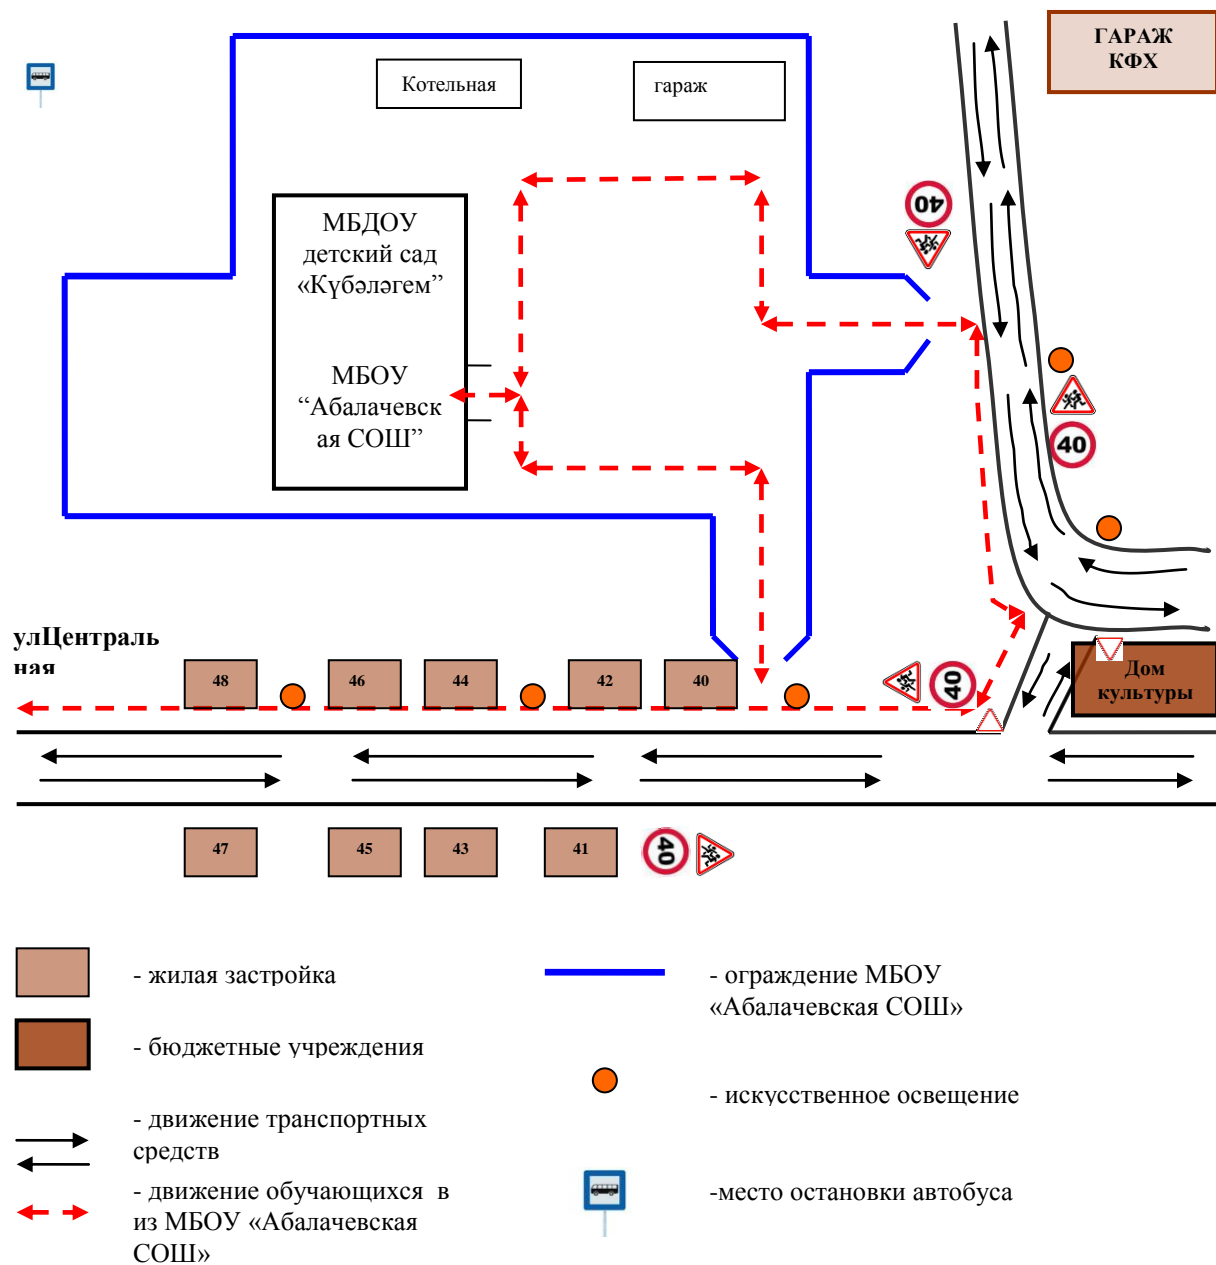 ГАРАЖ
КФХ
Котельная
гараж
МБДОУ
детский сад
«Күбәләгем”
МБОУ
“Абалачевск
ая СОШ”
40
40
улЦентраль
ная
48
46
44
42
40
40
Дом
культуры
47
45
43
41
40
- жилая застройка
- ограждение МБОУ
«Абалачевская СОШ»
- бюджетные учреждения
- искусственное освещение
- движение транспортных
средств
-место остановки автобуса
- движение обучающихся в
из МБОУ «Абалачевская
СОШ»